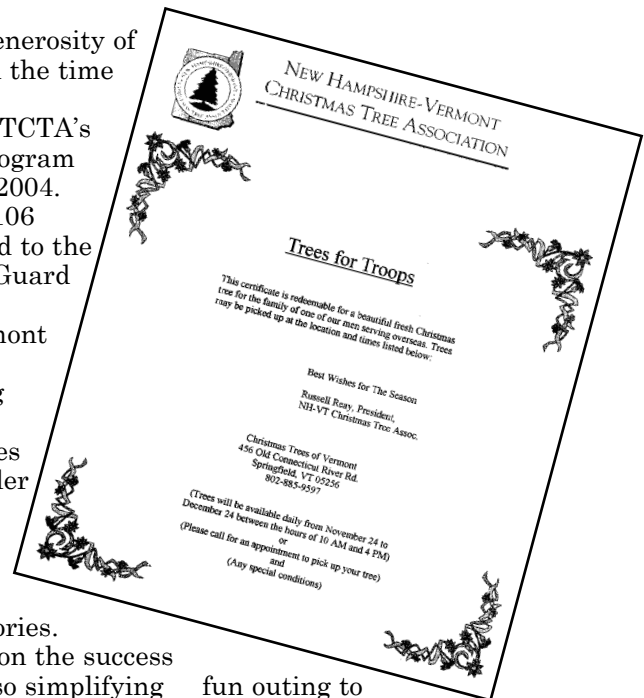 enerosity of
the time
TCTA's
ogram
2004.
106
d to the
Guard
nont
g
es
ler
ories.
on the success
so simplifying fun outing to
NEW HAMPSHIRE-VERMONT
CHRISTMAS TREE ASSOCIATION
Trees for Troops
This certificate is redeemable for a beautiful fresh Christmas
tree for the family of one of our men serving overseas. Trees
may be picked up at the location and times listed below:
Best Wishes for The Season
Russell Reay, President,
NH-VT Christmas Tree Assoc.
Christmas Trees of Vermont
456 Old Connecticut River Rd.
Springfield, VT 05256
802-885-9597
(Trees will be available daily from November 24 to
December 24 between the hours of 10 AM and 4 PM)
or
(Please call for an appointment to pick up your tree)
and
(Any special conditions)